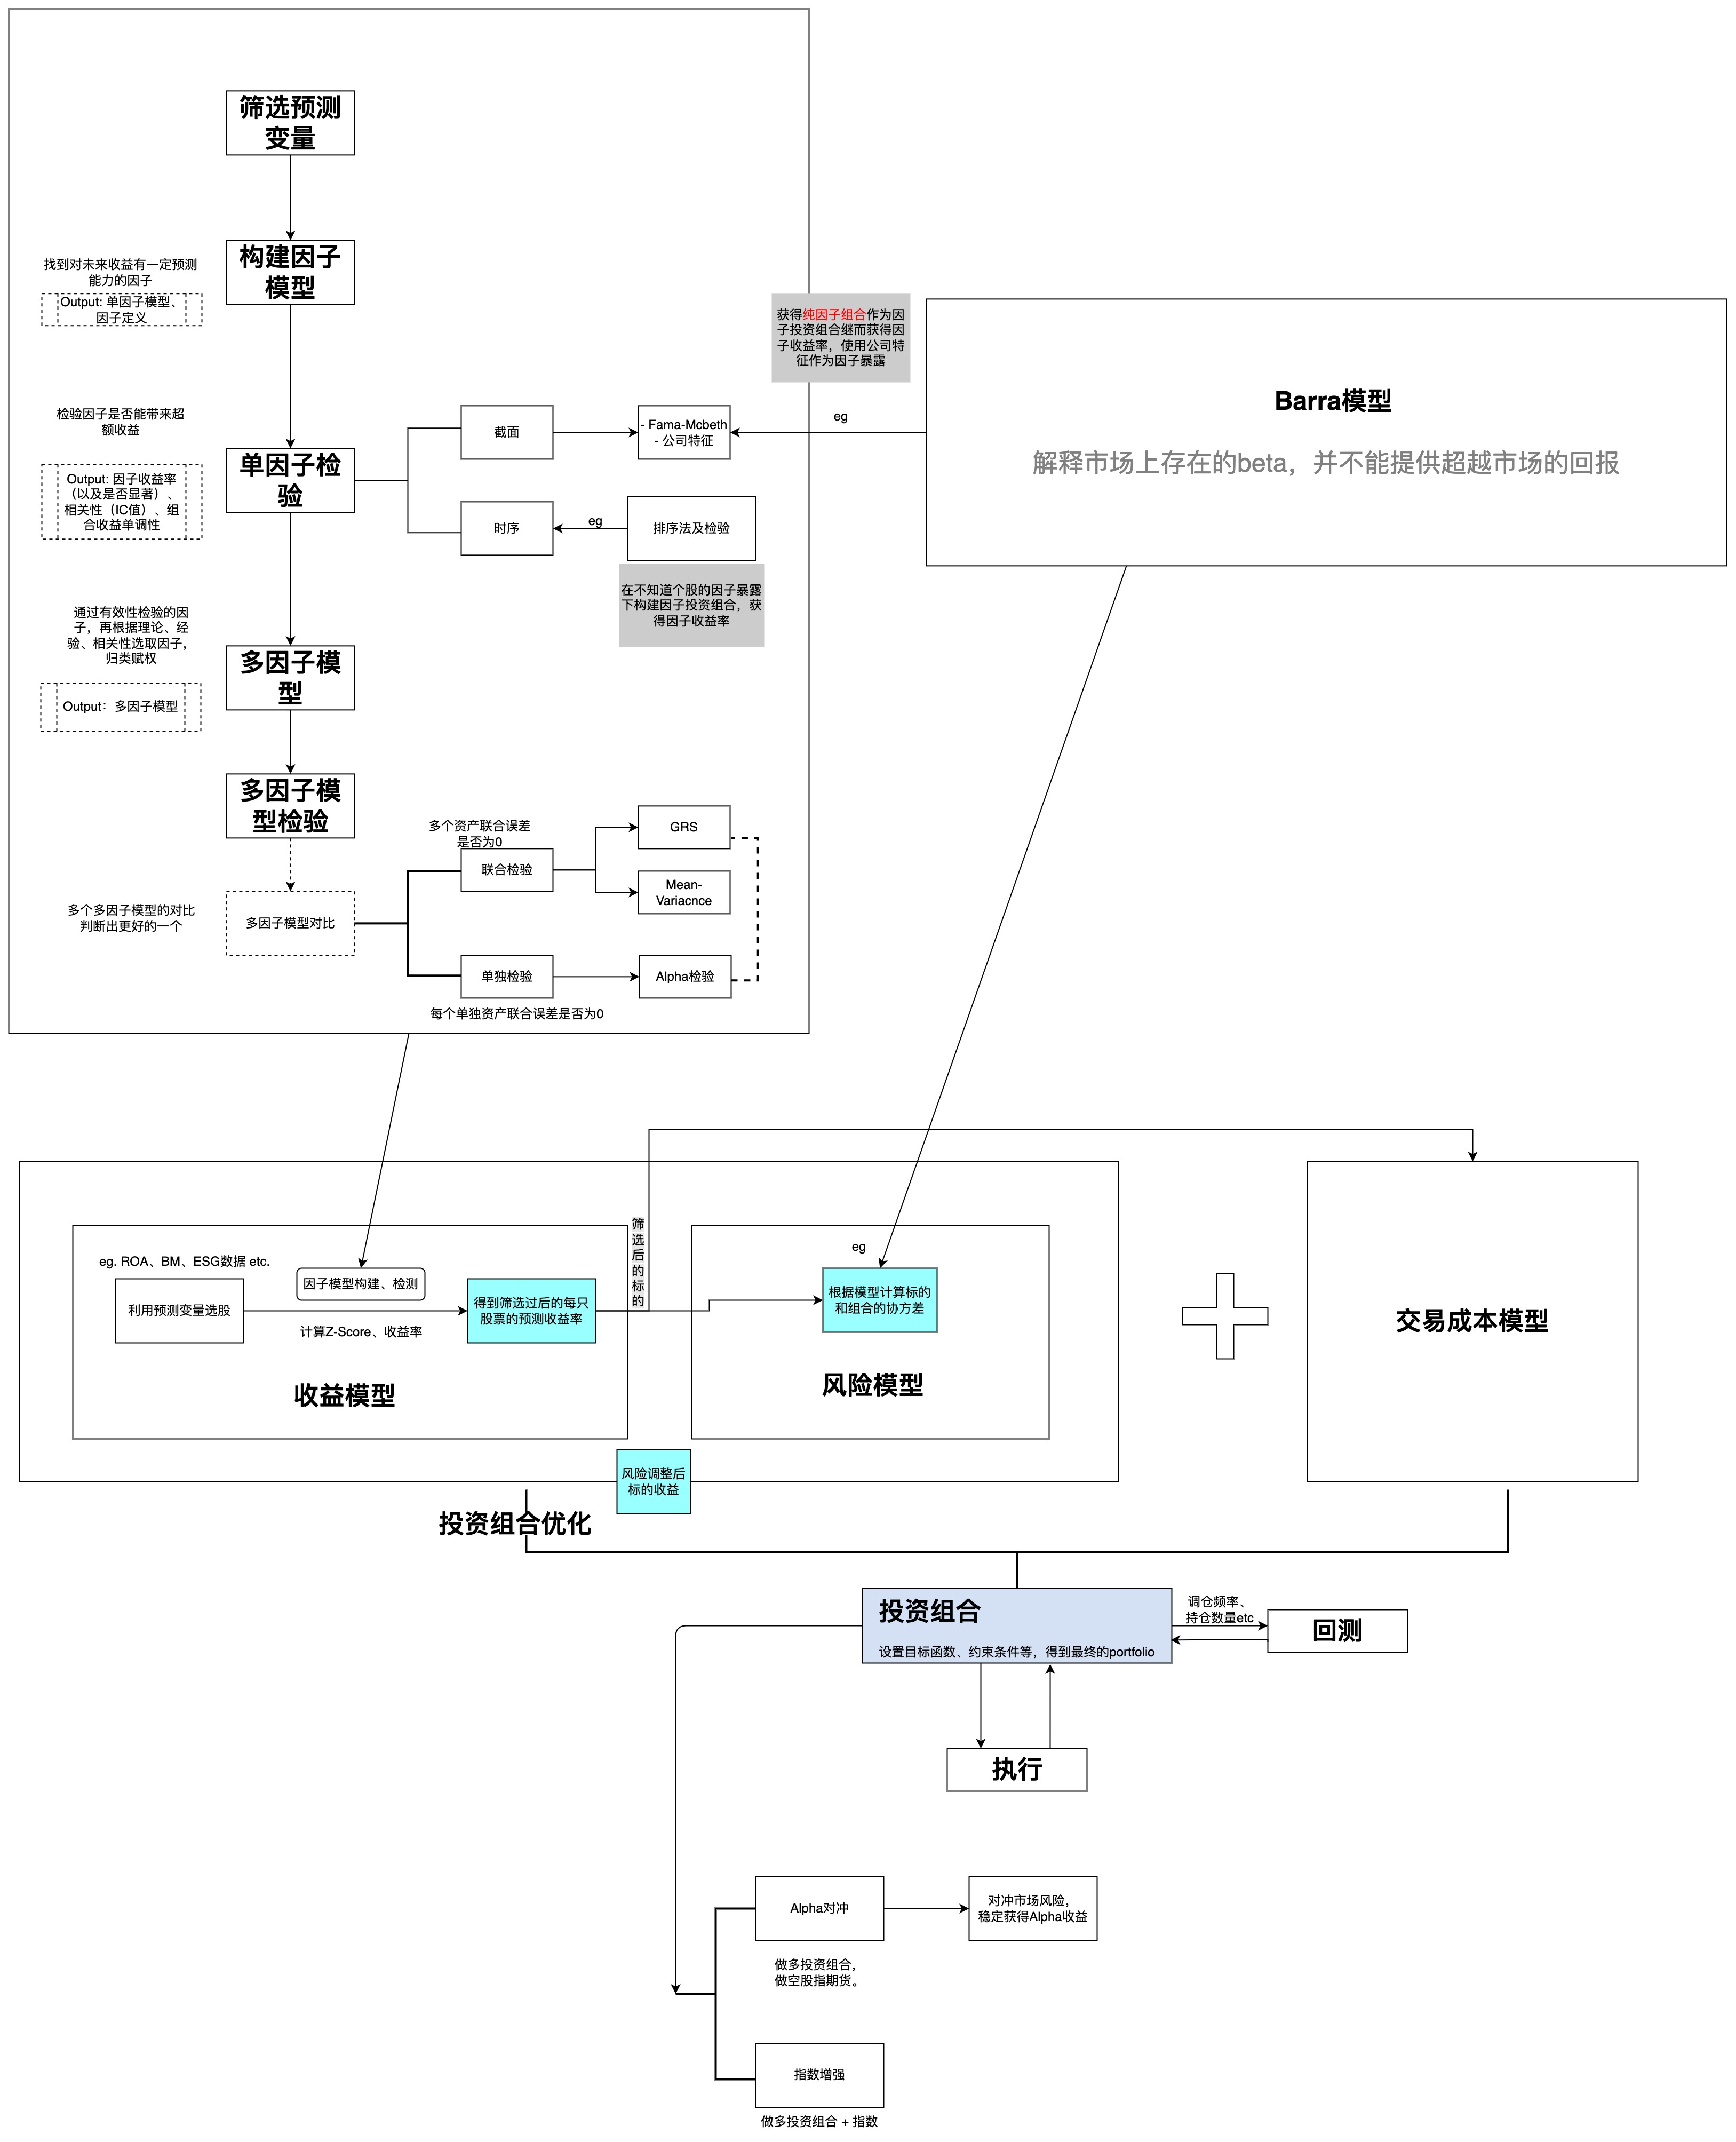 筛选预测
变量
构建因子
模型
找到对未来收益有一定预测
能力的因子
Output: 单因子模型、
因子定义
获得纯因子组合作为因
子投资组合继而获得因
子收益率，使用公司特
征作为因子暴露
Barra模型
解释市场上存在的beta，并不能提供超越市场的回报
检验因子是否能带来超
额收益
单因子检
验
Output: 因子收益率
（以及是否显著）、
相关性（IC值）、组
合收益单调性
截面
- Fama-Mcbeth
- 公司特征
eg
时序
eg
排序法及检验
在不知道个股的因子暴露
下构建因子投资组合，获
得因子收益率
通过有效性检验的因
子，再根据理论、经
验、相关性选取因子，
归类赋权
多因子模
型
Output：多因子模型
多因子模
型检验
多个资产联合误差
是否为0
联合检验
GRS
Mean-
Variacnce
多个多因子模型的对比
判断出更好的一个
多因子模型对比
单独检验
Alpha检验
每个单独资产联合误差是否为0
eg. ROA、BM、ESG数据 etc.
利用预测变量选股
因子模型构建、检测
计算Z-Score、收益率
得到筛选过后的每只
股票的预测收益率
收益模型
筛
选
后
的
标
的
eg
根据模型计算标的
和组合的协方差
风险模型
交易成本模型
风险调整后
标的收益
投资组合优化
投资组合
设置目标函数、约束条件等，得到最终的portfolio
调仓频率、
持仓数量etc
回测
执行
Alpha对冲
对冲市场风险，
稳定获得Alpha收益
做多投资组合，
做空股指期货。
指数增强
做多投资组合 + 指数